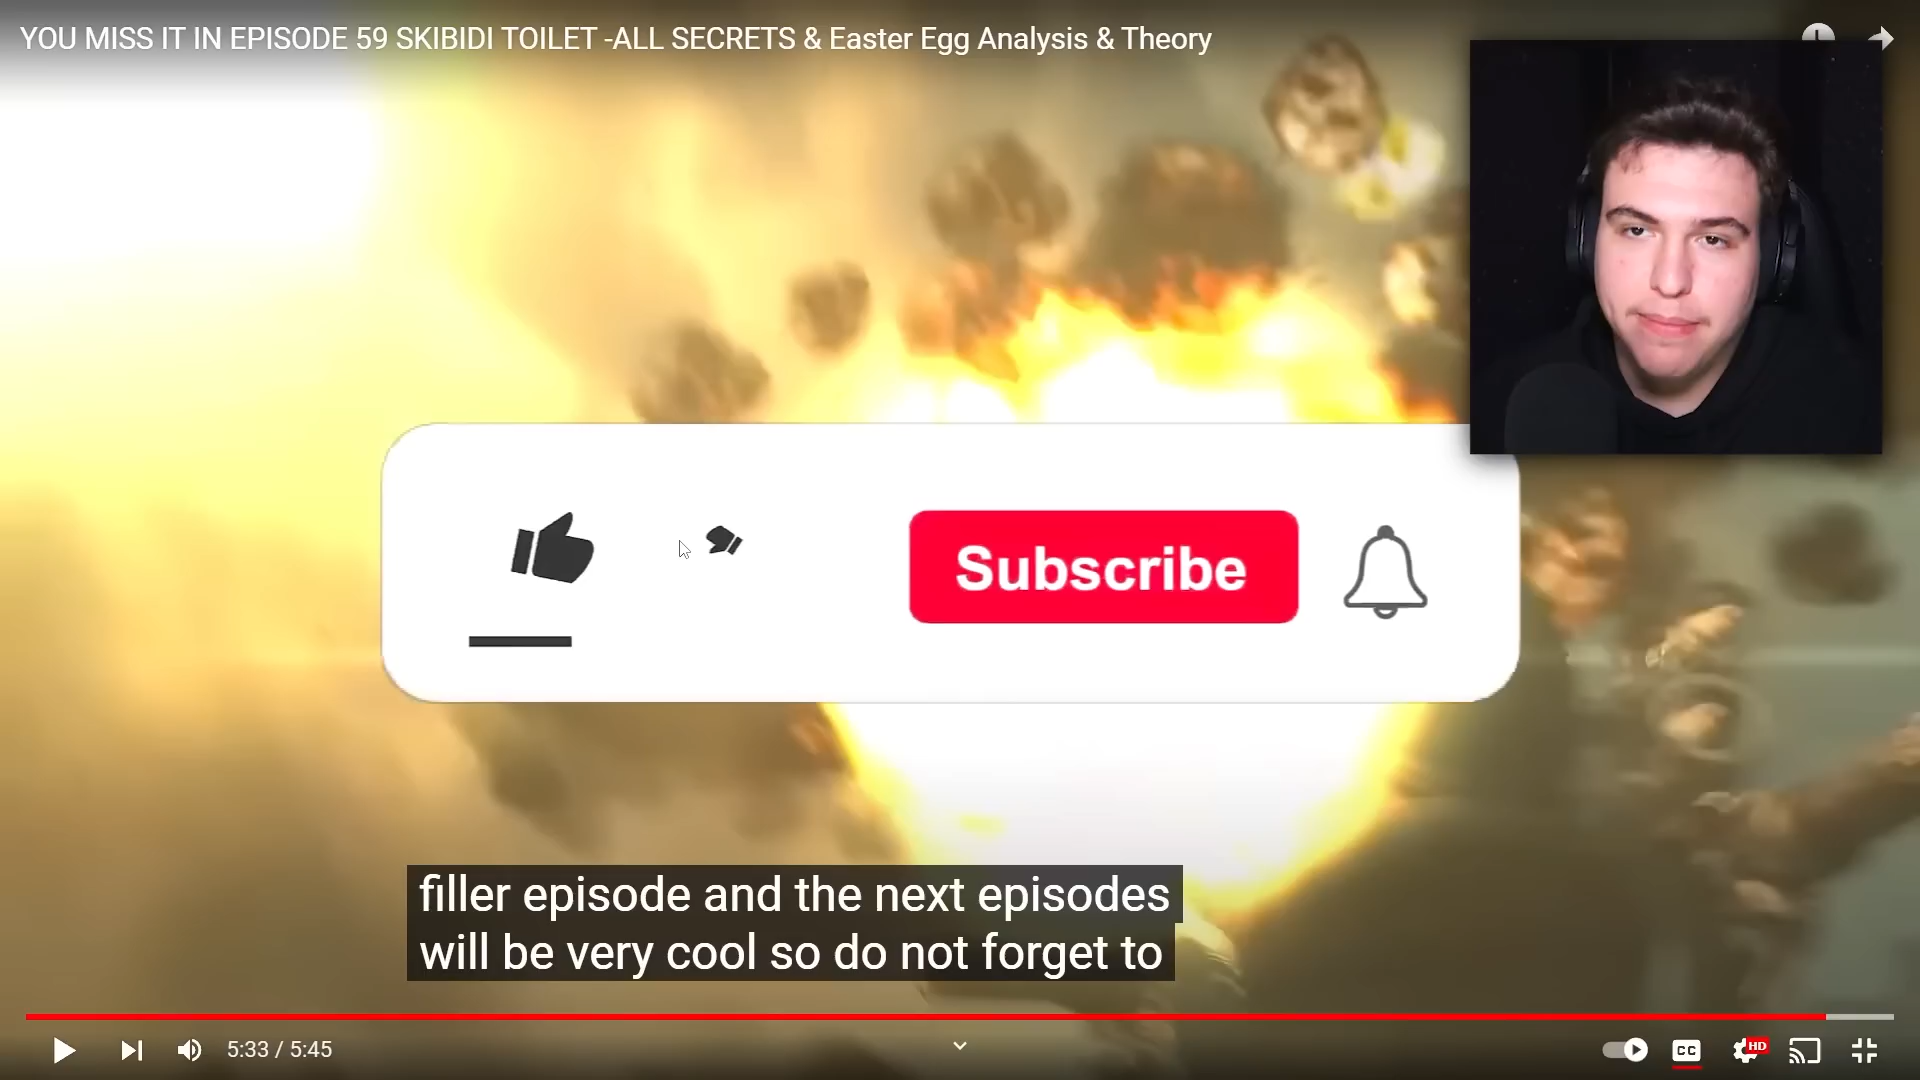 YOU MISS IT IN EPISODE 59 SKIBIDI TOILET -ALL SECRETS & Easter Egg Analysis & Theory
Subscribe
filler episode and the next episodes
will be very cool so do not forget to
5:33 / 5:45
CC
HD